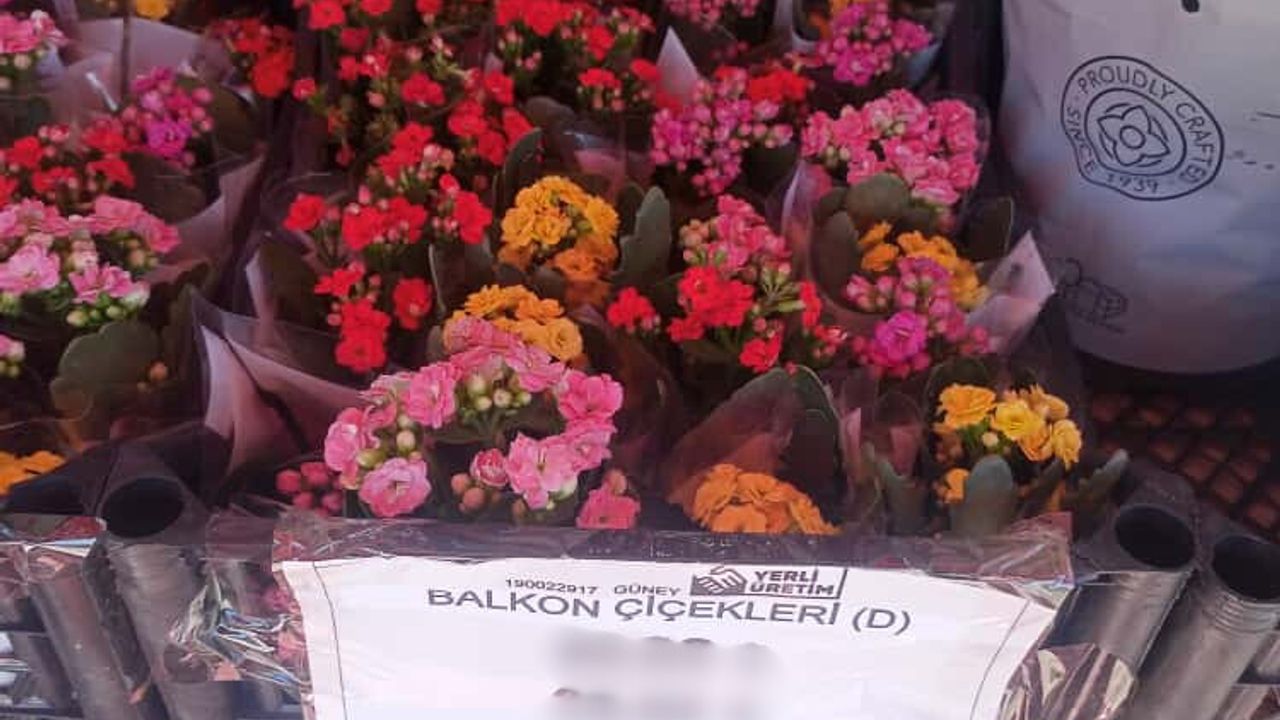 PROUDLY CRAFTED
SINCE 1939
190022917 GÜNEY YERLİ ÜRETİM
BALKON ÇİÇEKLERİ (D)